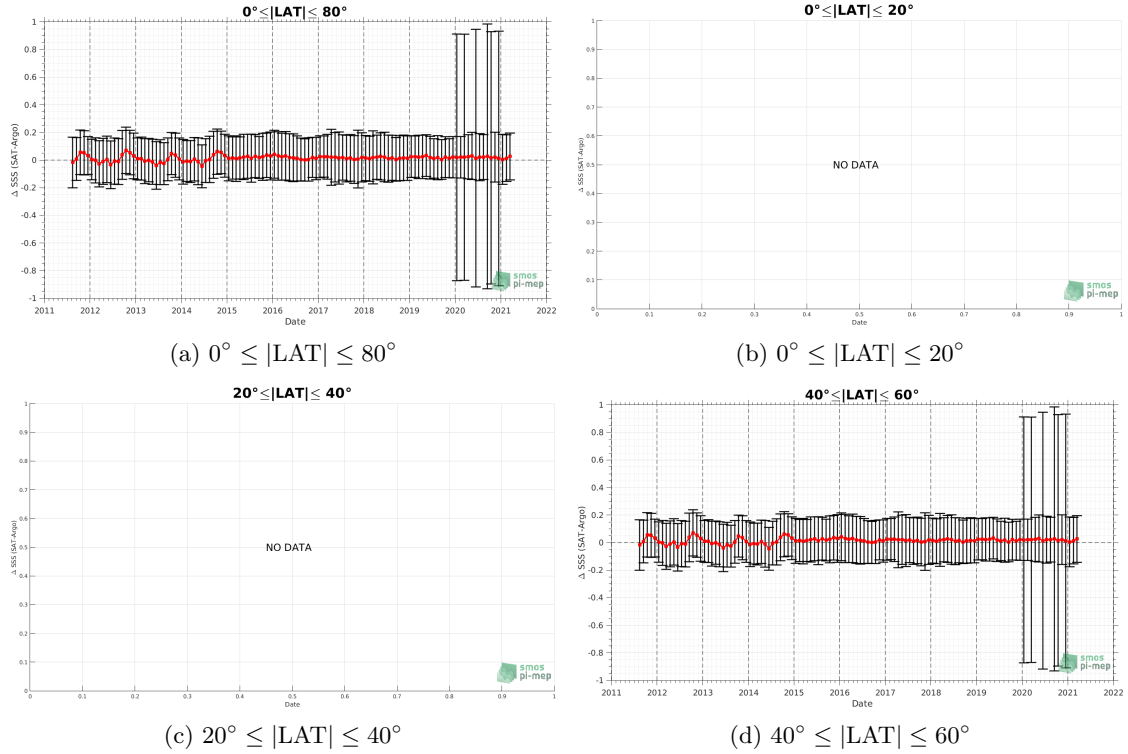 0°≤|LAT|≤ 80°
1
0.8
0.6
0.4
0.2
0
-0.2
-0.4
-0.6
-0.8
-1
Δ SSS (SAT-Argo)
2011 2012 2013 2014 2015 2016 2017 2018 2019 2020 2021 2022
Date
smos
pi-mep
(a) 0° ≤ |LAT| ≤ 80°
0°≤|LAT|≤ 20°
1
0.9
0.8
0.7
0.6
0.5
0.4
0.3
0.2
0.1
0
Δ SSS (SAT-Argo)
NO DATA
0 0.1 0.2 0.3 0.4 0.5 0.6 0.7 0.8 0.9 1
Date
smos
pi-mep
(b) 0° ≤ |LAT| ≤ 20°
20°≤|LAT|≤ 40°
1
0.9
0.8
0.7
0.6
0.5
0.4
0.3
0.2
0.1
0
Δ SSS (SAT-Argo)
NO DATA
0 0.1 0.2 0.3 0.4 0.5 0.6 0.7 0.8 0.9 1
Date
smos
pi-mep
(c) 20° ≤ |LAT| ≤ 40°
40°≤|LAT|≤ 60°
1
0.8
0.6
0.4
0.2
0
-0.2
-0.4
-0.6
-0.8
-1
Δ SSS (SAT-Argo)
2011 2012 2013 2014 2015 2016 2017 2018 2019 2020 2021 2022
Date
smos
pi-mep
(d) 40° ≤ |LAT| ≤ 60°